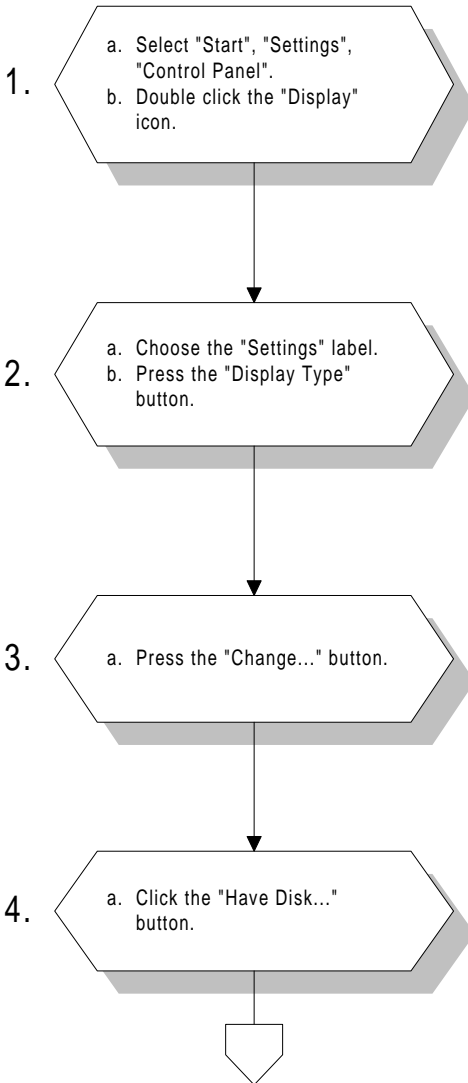 1.
a. Select "Start", "Settings",
"Control Panel".
b. Double click the "Display"
icon.
2.
a. Choose the "Settings" label.
b. Press the "Display Type"
button.
3.
a. Press the "Change..." button.
4.
a. Click the "Have Disk..."
button.